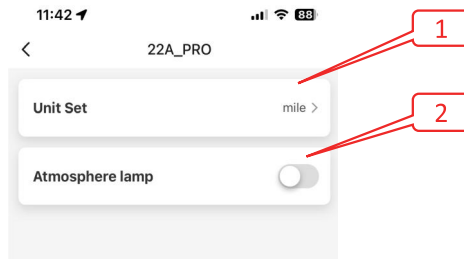 11:42
88
1
22A_PRO
Unit Set
mile
2
Atmosphere lamp